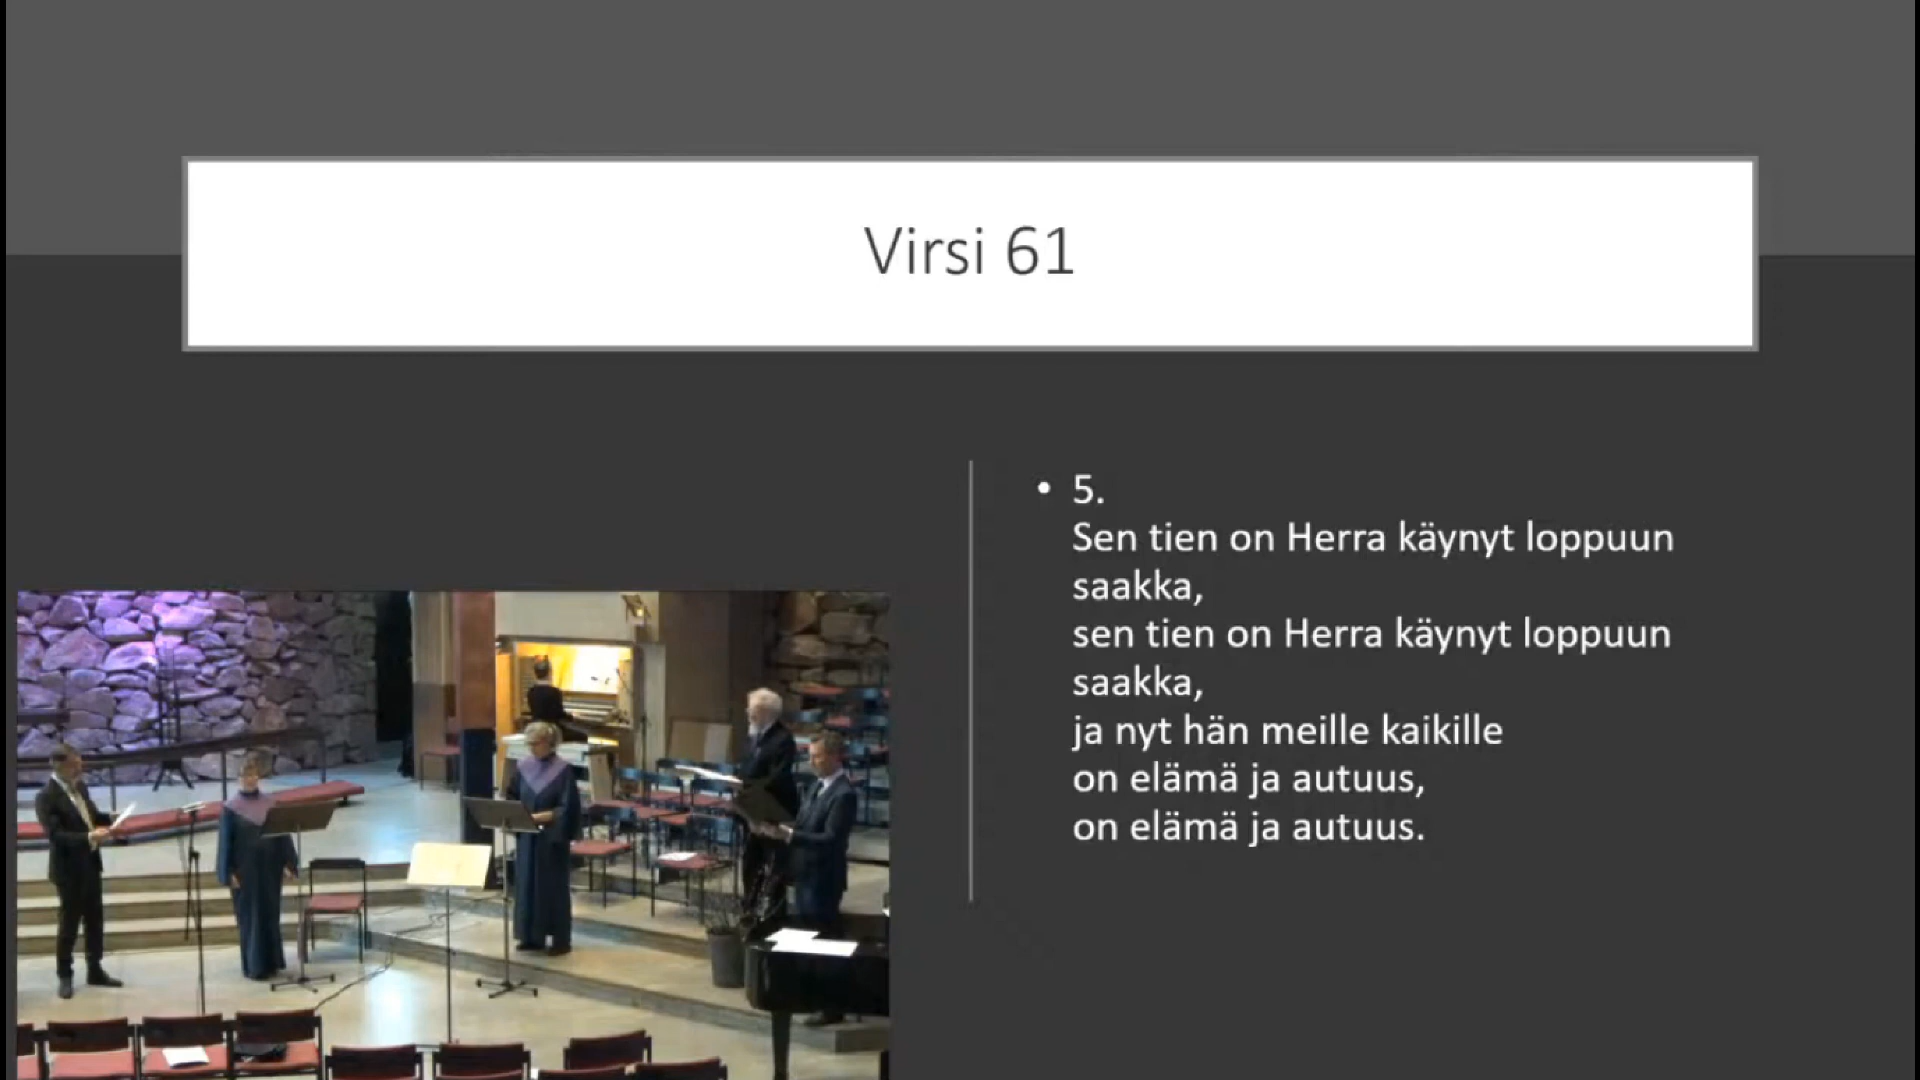 Virsi 61
• 5.
Sen tien on Herra käynyt loppuun
saakka,
sen tien on Herra käynyt loppuun
saakka,
ja nyt hän meille kaikille
on elämä ja autuus,
on elämä ja autuus.